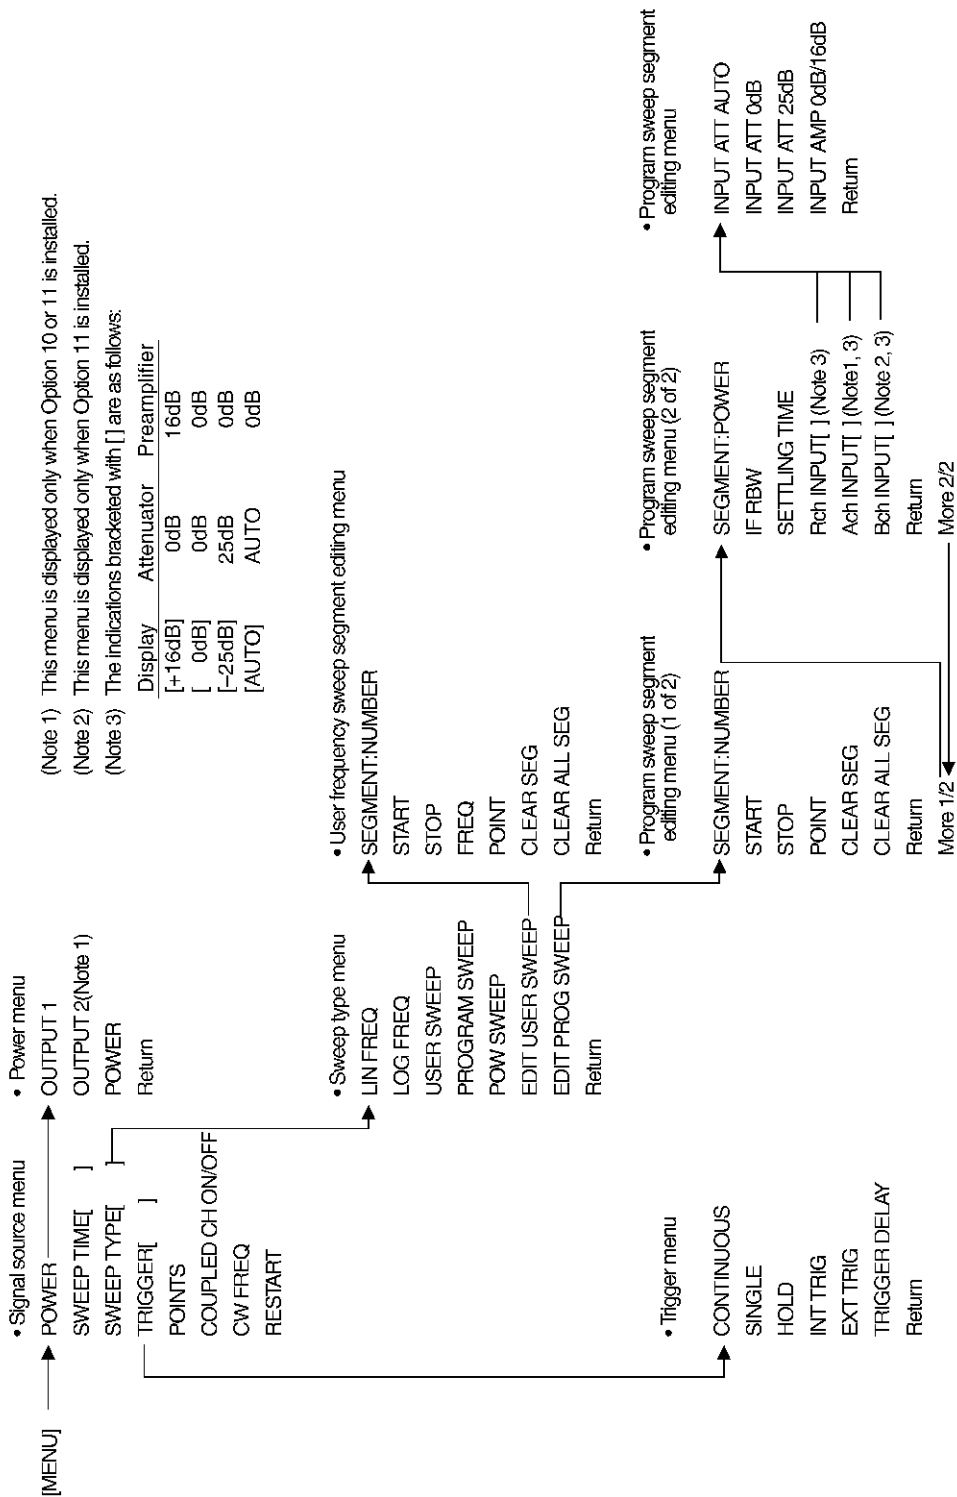 [MENU]
• Signal source menu
POWER
SWEEP TIME[ ]
SWEEP TYPE[ ]
TRIGGER[ ]
POINTS
COUPLED CH ON/OFF
CW FREQ
RESTART
• Power menu
OUTPUT 1
OUTPUT 2(Note 1)
POWER
Return
(Note 1) This menu is displayed only when Option 10 or 11 is installed.
(Note 2) This menu is displayed only when Option 11 is installed.
(Note 3) The indications bracketed with [ ] are as follows:
Display Attenuator Preamplifier
[+16dB] 0dB 16dB
[ 0dB] 0dB 0dB
[−25dB] 25dB 0dB
[AUTO] AUTO 0dB
• Sweep type menu
LIN FREQ
LOG FREQ
USER SWEEP
PROGRAM SWEEP
POW SWEEP
EDIT USER SWEEP
EDIT PROG SWEEP
Return
• User frequency sweep segment editing menu
SEGMENT:NUMBER
START
STOP
FREQ
POINT
CLEAR SEG
CLEAR ALL SEG
Return
• Trigger menu
CONTINUOUS
SINGLE
HOLD
INT TRIG
EXT TRIG
TRIGGER DELAY
Return
• Program sweep segment
editing menu (1 of 2)
SEGMENT:NUMBER
START
STOP
POINT
CLEAR SEG
CLEAR ALL SEG
Return
More 1/2
• Program sweep segment
editing menu (2 of 2)
SEGMENT:POWER
IF RBW
SETTLING TIME
Rch INPUT[ ] (Note 3)
Ach INPUT[ ] (Note1, 3)
Bch INPUT[ ] (Note 2, 3)
Return
More 2/2
• Program sweep segment
editing menu
INPUT ATT AUTO
INPUT ATT 0dB
INPUT ATT 25dB
INPUT AMP 0dB/16dB
Return